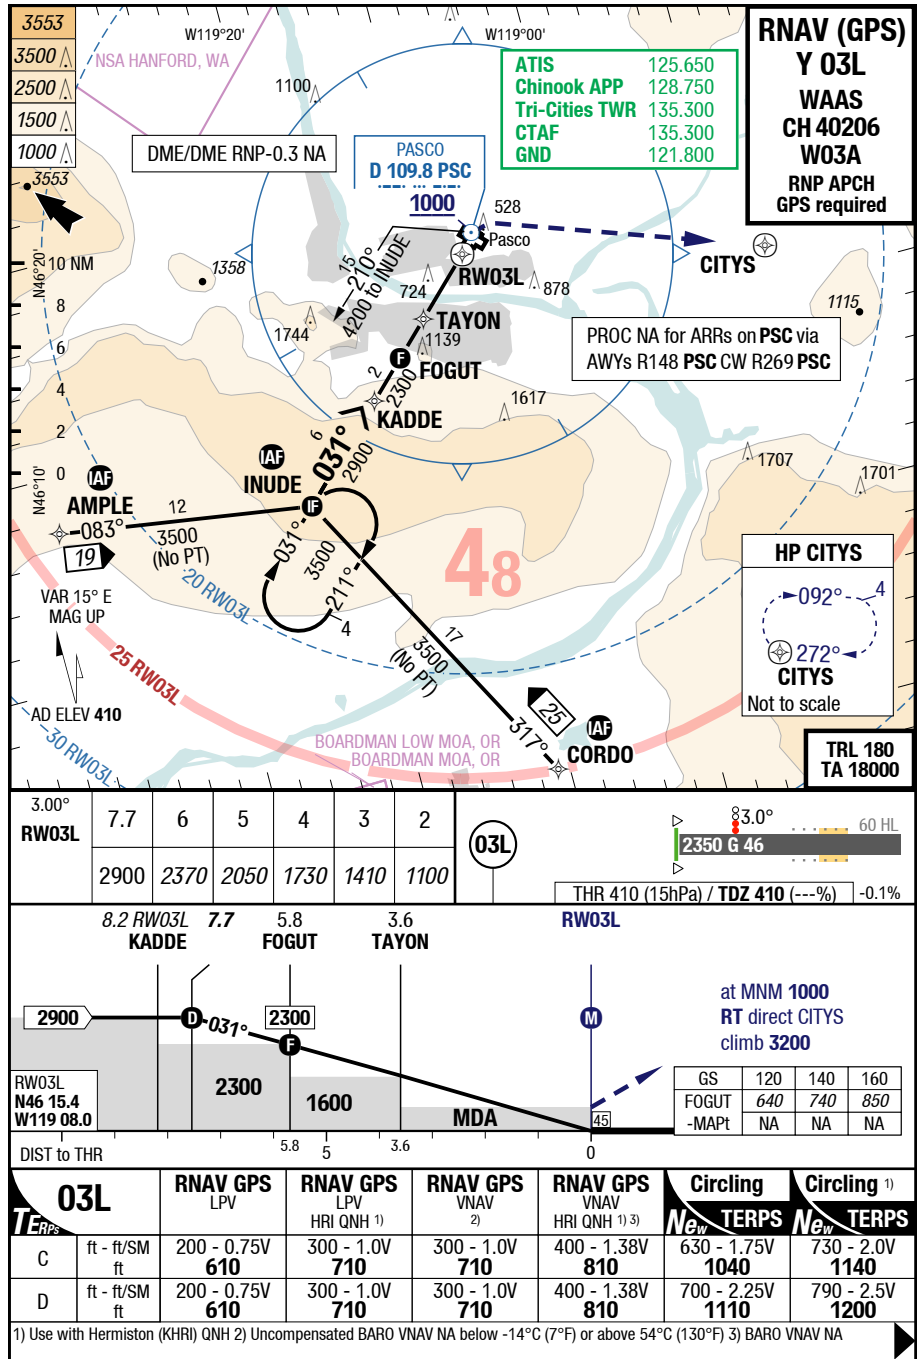 3553
3500
2500
1500
1000
W119°20'
W119°00'
NSA HANFORD, WA
1100
ATIS 125.650
Chinook APP 128.750
Tri-Cities TWR 135.300
CTAF 135.300
GND 121.800
RNAV (GPS)
Y 03L
WAAS
CH 40206
W03A
RNP APCH
GPS required
DME/DME RNP-0.3 NA
PASCO
D 109.8 PSC
1000
3553
528
Pasco
CITYS
RW03L
N46°20'
10 NM
8
6
4
2
0
N46°10'
1358
15
210°
4200 to INUDE
724
878
1115
TAYON
1744
1139
FOGUT
F
PROC NA for ARRs on PSC via
AWYs R148 PSC CW R269 PSC
2
2300
KADDE
1617
6
031°
2900
1707
1701
IAF
INUDE
IF
IAF
AMPLE
083°
12
3500
(No PT)
19
031°
3500
211°
4
48
20 RW03L
VAR 15° E
MAG UP
25 RW03L
AD ELEV 410
30 RW03L
17
3500
(No PT)
25
317°
IAF
CORDO
BOARDMAN LOW MOA, OR
BOARDMAN MOA, OR
HP CITYS
092°
4
272°
CITYS
Not to scale
TRL 180
TA 18000
3.00°
RW03L
7.7 6 5 4 3 2
2900 2370 2050 1730 1410 1100
03L
3.0°
60 HL
2350 G 46
THR 410 (15hPa) / TDZ 410 (---%)
-0.1%
8.2 RW03L 7.7 5.8 3.6 RW03L
KADDE FOGUT TAYON
2900
D
031°
2300
F
M
at MNM 1000
RT direct CITYS
climb 3200
2300
1600
MDA
45
RW03L
N46 15.4
W119 08.0
GS 120 140 160
FOGUT 640 740 850
-MAPt NA NA NA
DIST to THR
5.8 5 3.6 0
TERPs
03L
RNAV GPS
LPV
RNAV GPS
LPV
HRI QNH 1)
RNAV GPS
VNAV
2)
RNAV GPS
VNAV
HRI QNH 1) 3)
Circling
New TERPS
Circling 1)
New TERPS
C ft - ft/SM 200 - 0.75V 300 - 1.0V 300 - 1.0V 400 - 1.38V 630 - 1.75V 730 - 2.0V
ft 610 710 710 810 1040 1140
D ft - ft/SM 200 - 0.75V 300 - 1.0V 300 - 1.0V 400 - 1.38V 700 - 2.25V 790 - 2.5V
ft 610 710 710 810 1110 1200
1) Use with Hermiston (KHRI) QNH 2) Uncompensated BARO VNAV NA below -14°C (7°F) or above 54°C (130°F) 3) BARO VNAV NA